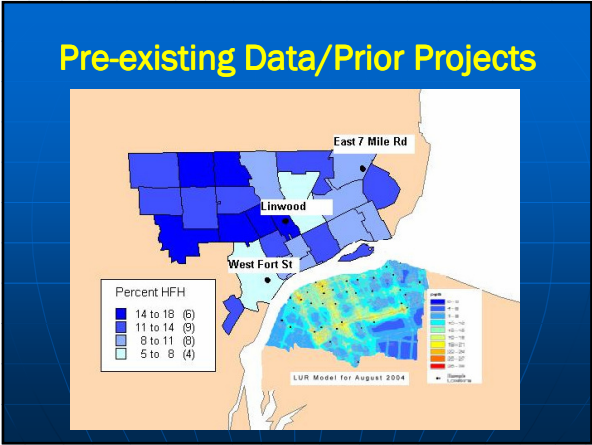 Pre-existing Data/Prior Projects
East 7 Mile Rd
Linwood
West Fort St
Percent HFH
14 to 18 (6)
11 to 14 (9)
8 to 11 (8)
5 to 8 (4)
LUR Model for August 2004